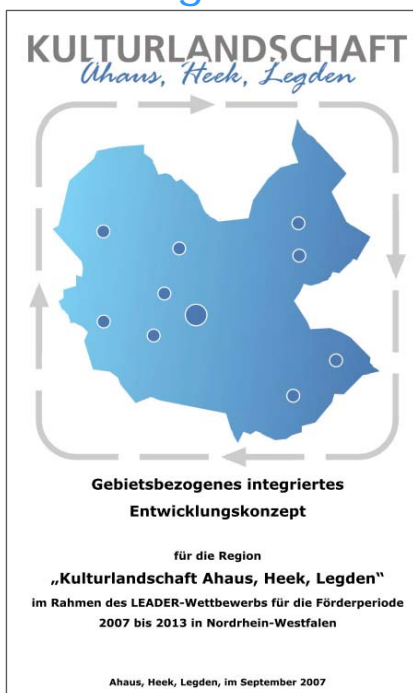 KULTURLANDSCHAFT
Ahaus, Heek, Legden
Gebietsbezogenes integriertes
Entwicklungskonzept
für die Region
„Kulturlandschaft Ahaus, Heek, Legden“
im Rahmen des LEADER-Wettbewerbs für die Förderperiode
2007 bis 2013 in Nordrhein-Westfalen
Ahaus, Heek, Legden, im September 2007